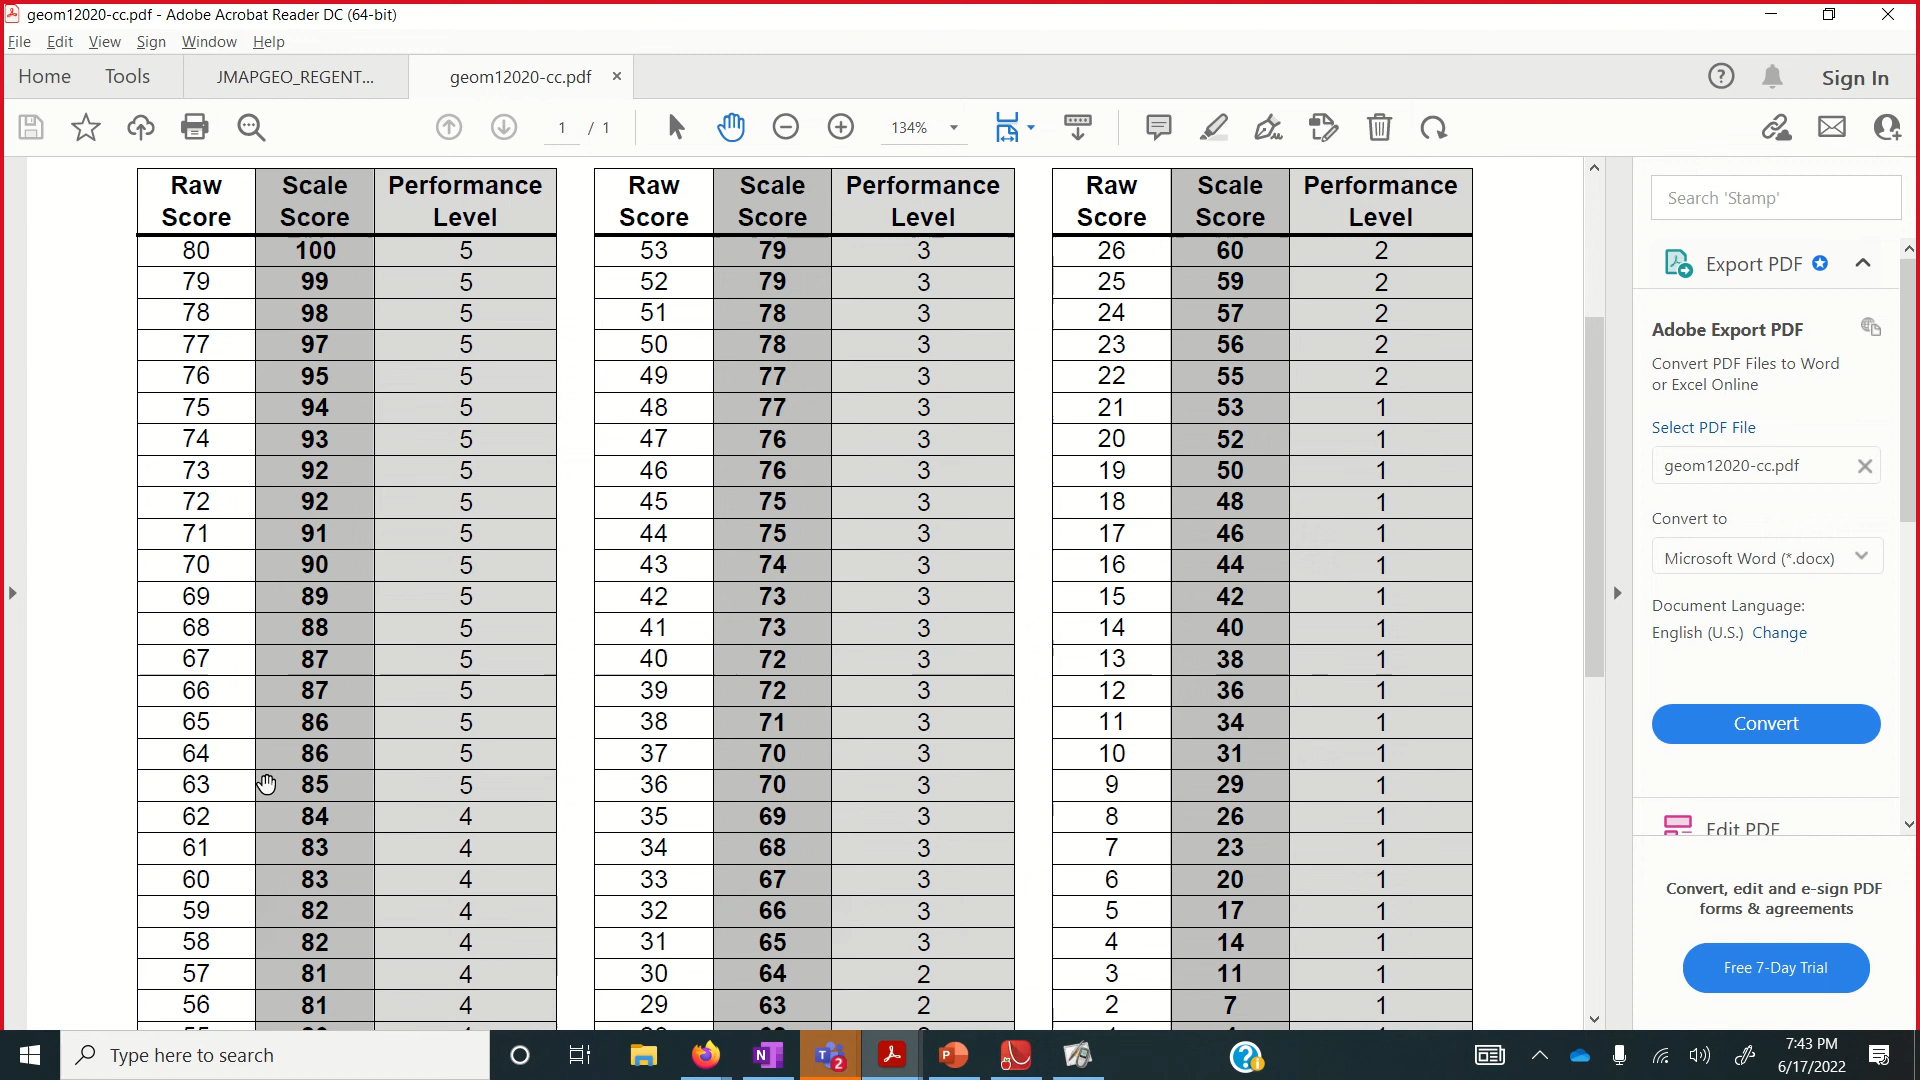 geom12020-cc.pdf - Adobe Acrobat Reader DC (64-bit)
File Edit View Sign Window Help
Home Tools JMAPGEO_REGENT... geom12020-cc.pdf × Sign In
1 / 1 134%
Raw Score Scale Score Performance Level Raw Score Scale Score Performance Level Raw Score Scale Score Performance Level
80 100 5 53 79 3 26 60 2
79 99 5 52 79 3 25 59 2
78 98 5 51 78 3 24 57 2
77 97 5 50 78 3 23 56 2
76 95 5 49 77 3 22 55 2
75 94 5 48 77 3 21 53 1
74 93 5 47 76 3 20 52 1
73 92 5 46 76 3 19 50 1
72 92 5 45 75 3 18 48 1
71 91 5 44 75 3 17 46 1
70 90 5 43 74 3 16 44 1
69 89 5 42 73 3 15 42 1
68 88 5 41 73 3 14 40 1
67 87 5 40 72 3 13 38 1
66 87 5 39 72 3 12 36 1
65 86 5 38 71 3 11 34 1
64 86 5 37 70 3 10 31 1
63 85 5 36 70 3 9 29 1
62 84 4 35 69 3 8 26 1
61 83 4 34 68 3 7 23 1
60 83 4 33 67 3 6 20 1
59 82 4 32 66 3 5 17 1
58 82 4 31 65 3 4 14 1
57 81 4 30 64 2 3 11 1
56 81 4 29 63 2 2 7 1
Search 'Stamp'
Export PDF
Adobe Export PDF
Convert PDF Files to Word
or Excel Online
Select PDF File
geom12020-cc.pdf
Convert to
Microsoft Word (*.docx)
Document Language:
English (U.S.) Change
Convert
Edit PDF
Convert, edit and e-sign PDF
forms & agreements
Free 7-Day Trial
Type here to search
7:43 PM
6/17/2022